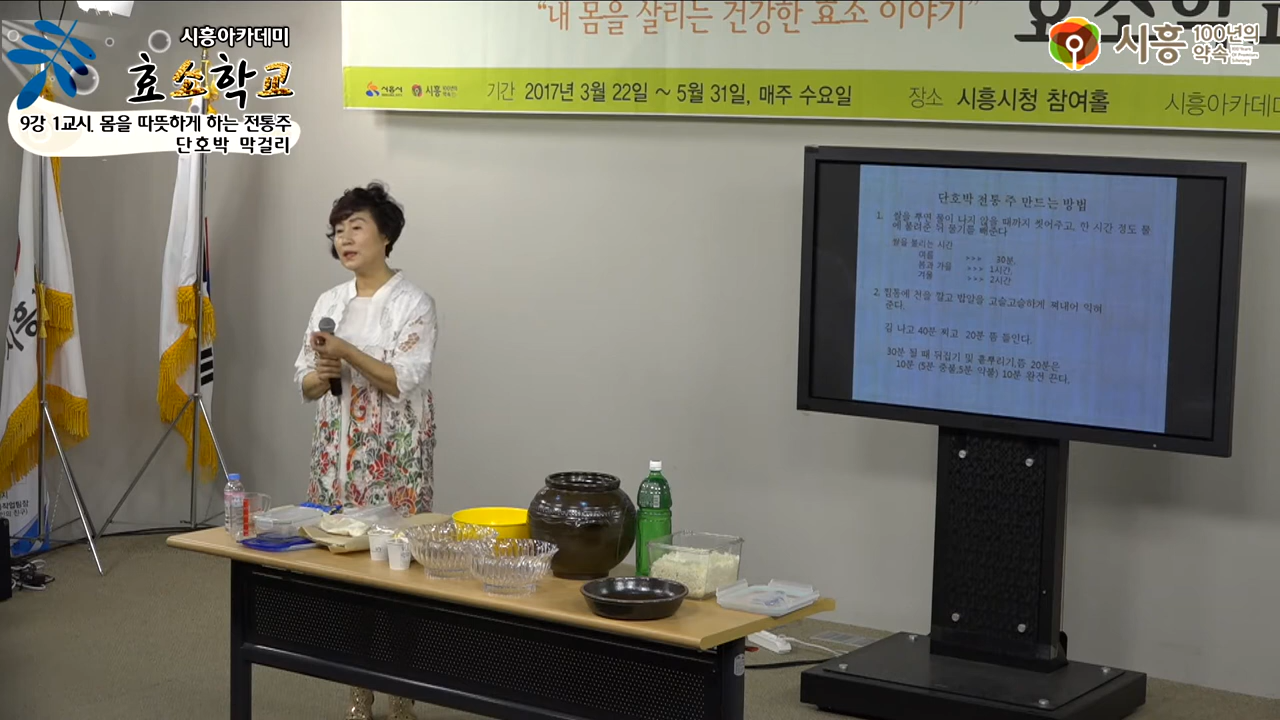 시흥아카데미
효소학교
9강 1교시. 몸을 따뜻하게 하는 전통주
단호박 막걸리
"내 몸을 살리는 건강한 효소 이야기"
효소학교
시흥 100년의 약속
시흥시 시흥 기간 2017년 3월 22일 ~ 5월 31일, 매주 수요일 장소 시흥시청 참여홀 시흥아카데미
단호박 전통 주 만드는 방법
1. 쌀을 뿌연 물이 나지 않을 때까지 씻어주고, 한 시간 정도 물
에 불려준 뒤 물기를 빼준다
쌀을 불리는 시간
여름 >>> 30분.
봄과 가을 >>> 1시간,
겨울 >>> 2시간
2. 찜통에 천을 깔고 밥알을 고슬고슬하게 쪄내어 익혀
준다.
김 나고 40분 찌고 20분 뜸 들인다.
30분 될 때 뒤집기 및 물뿌리기,뜸 20분은
10분 (5분 중불,5분 약불) 10분 완전 끈다.
시흥